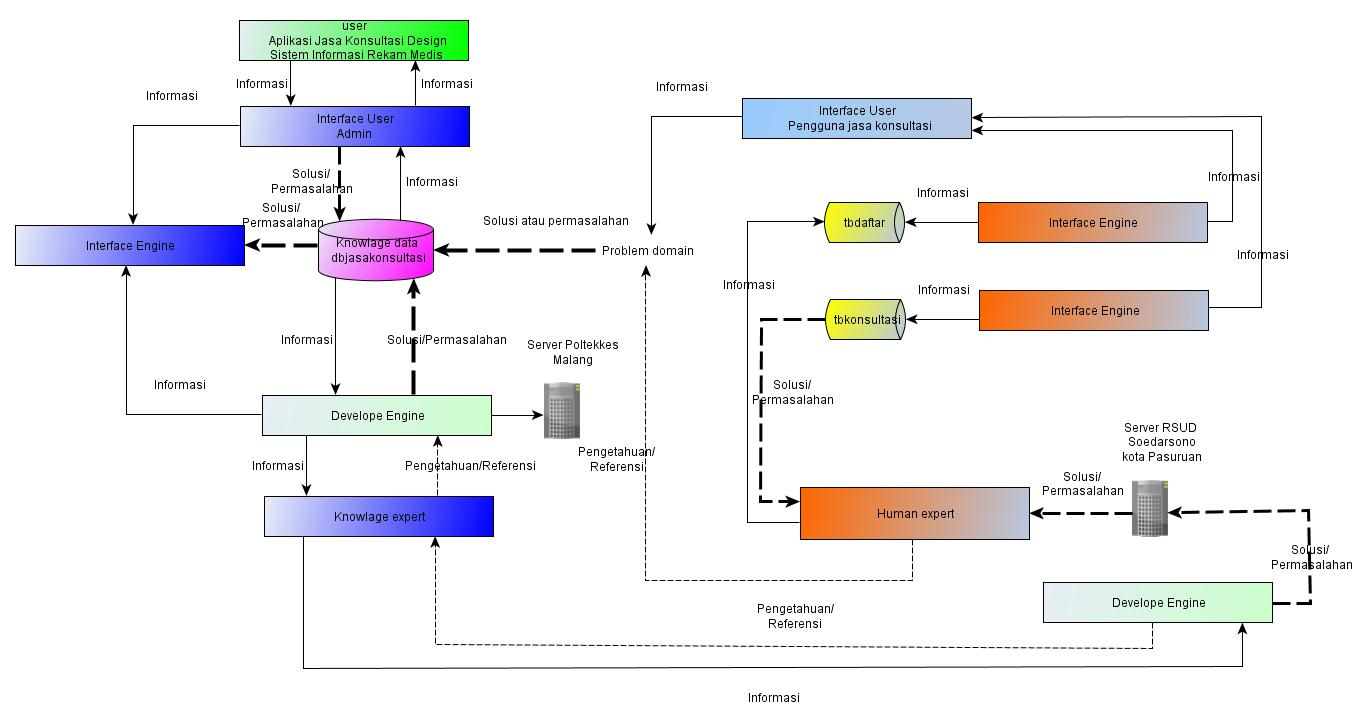 user
Aplikasi Jasa Konsultasi Design
Sistem Informasi Rekam Medis
Informasi
Informasi
Informasi
Interface User
Admin
Informasi
Interface User
Pengguna jasa konsultasi
Solusi/
Permasalahan
Informasi
Solusi/
Permasalahan
Interface Engine
Knowlage data
dbjasakonsultasi
Solusi atau permasalahan
Problem domain
Informasi
tbdaftar
Interface Engine
Informasi
Informasi
Informasi
Informasi
tbkonsultasi
Interface Engine
Informasi
Solusi/Permasalahan
Server Poltekkes
Malang
Informasi
Solusi/
Permasalahan
Develope Engine
Informasi
Pengetahuan/Referensi
Pengetahuan/
Referensi
Server RSUD
Soedarsono
kota Pasuruan
Solusi/
Permasalahan
Knowlage expert
Human expert
Solusi/
Permasalahan
Develope Engine
Pengetahuan/
Referensi
Informasi